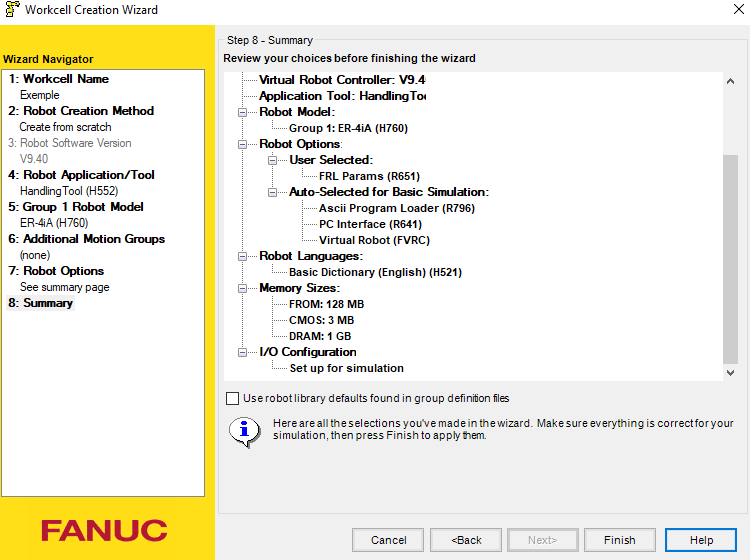 Workcell Creation Wizard
Wizard Navigator
1: Workcell Name
Exemple
2: Robot Creation Method
Create from scratch
3: Robot Software Version
V9.40
4: Robot Application/Tool
HandlingTool (H552)
5: Group 1 Robot Model
ER-4iA (H760)
6: Additional Motion Groups
(none)
7: Robot Options
See summary page
8: Summary
FANUC
Step 8 - Summary
Review your choices before finishing the wizard
Virtual Robot Controller: V9.4
Application Tool: HandlingToo
Robot Model:
Group 1: ER-4iA (H760)
Robot Options:
User Selected:
FRL Params (R651)
Auto-Selected for Basic Simulation:
Ascii Program Loader (R796)
PC Interface (R641)
Virtual Robot (FVRC)
Robot Languages:
Basic Dictionary (English) (H521)
Memory Sizes:
FROM: 128 MB
CMOS: 3 MB
DRAM: 1 GB
I/O Configuration
Set up for simulation
Use robot library defaults found in group definition files
Here are all the selections you've made in the wizard. Make sure everything is correct for your
simulation, then press Finish to apply them.
Cancel
<Back
Next>
Finish
Help